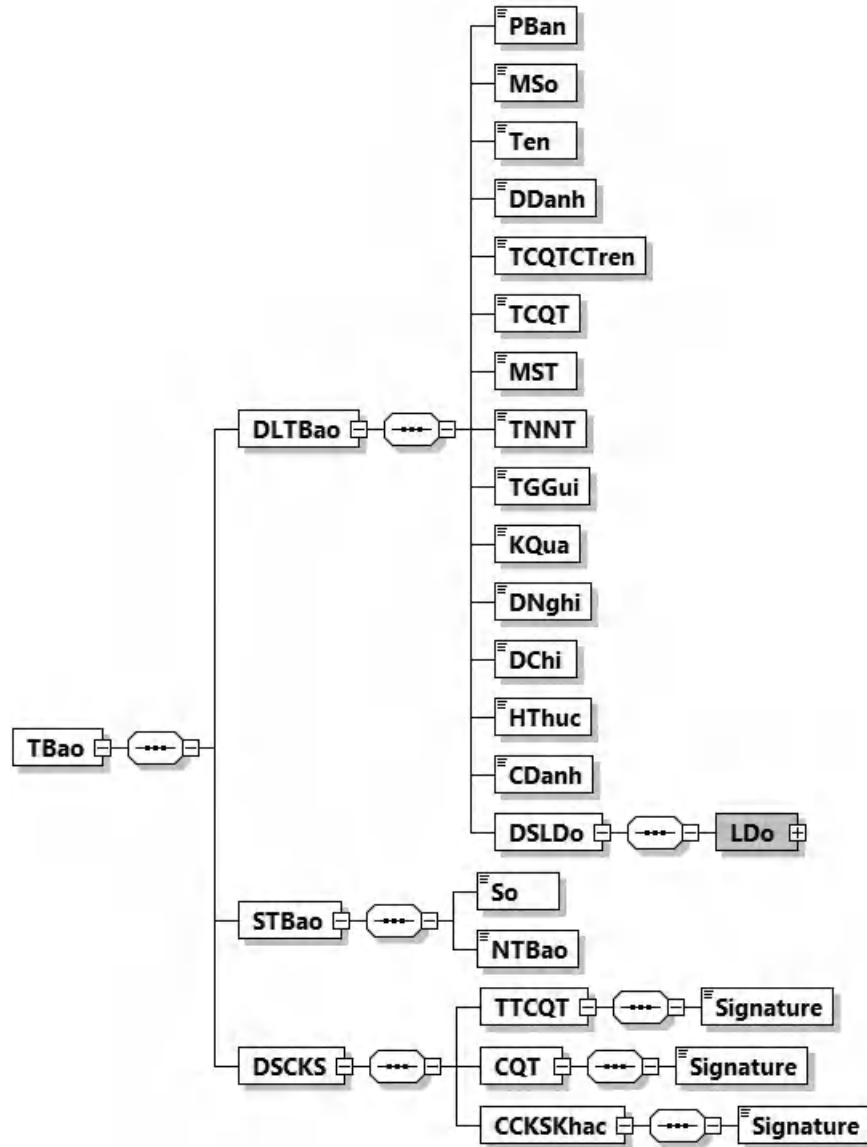 PBan
MSo
Ten
DDanh
TCQTCTren
TCQT
MST
DLTBao
TNNT
TGGui
KQua
DNghi
DChi
HThuc
TBao
CDanh
DSLDo
LDo
So
STBao
NTBao
TTCQT
Signature
DSCKS
CQT
Signature
CCKSKhac
Signature